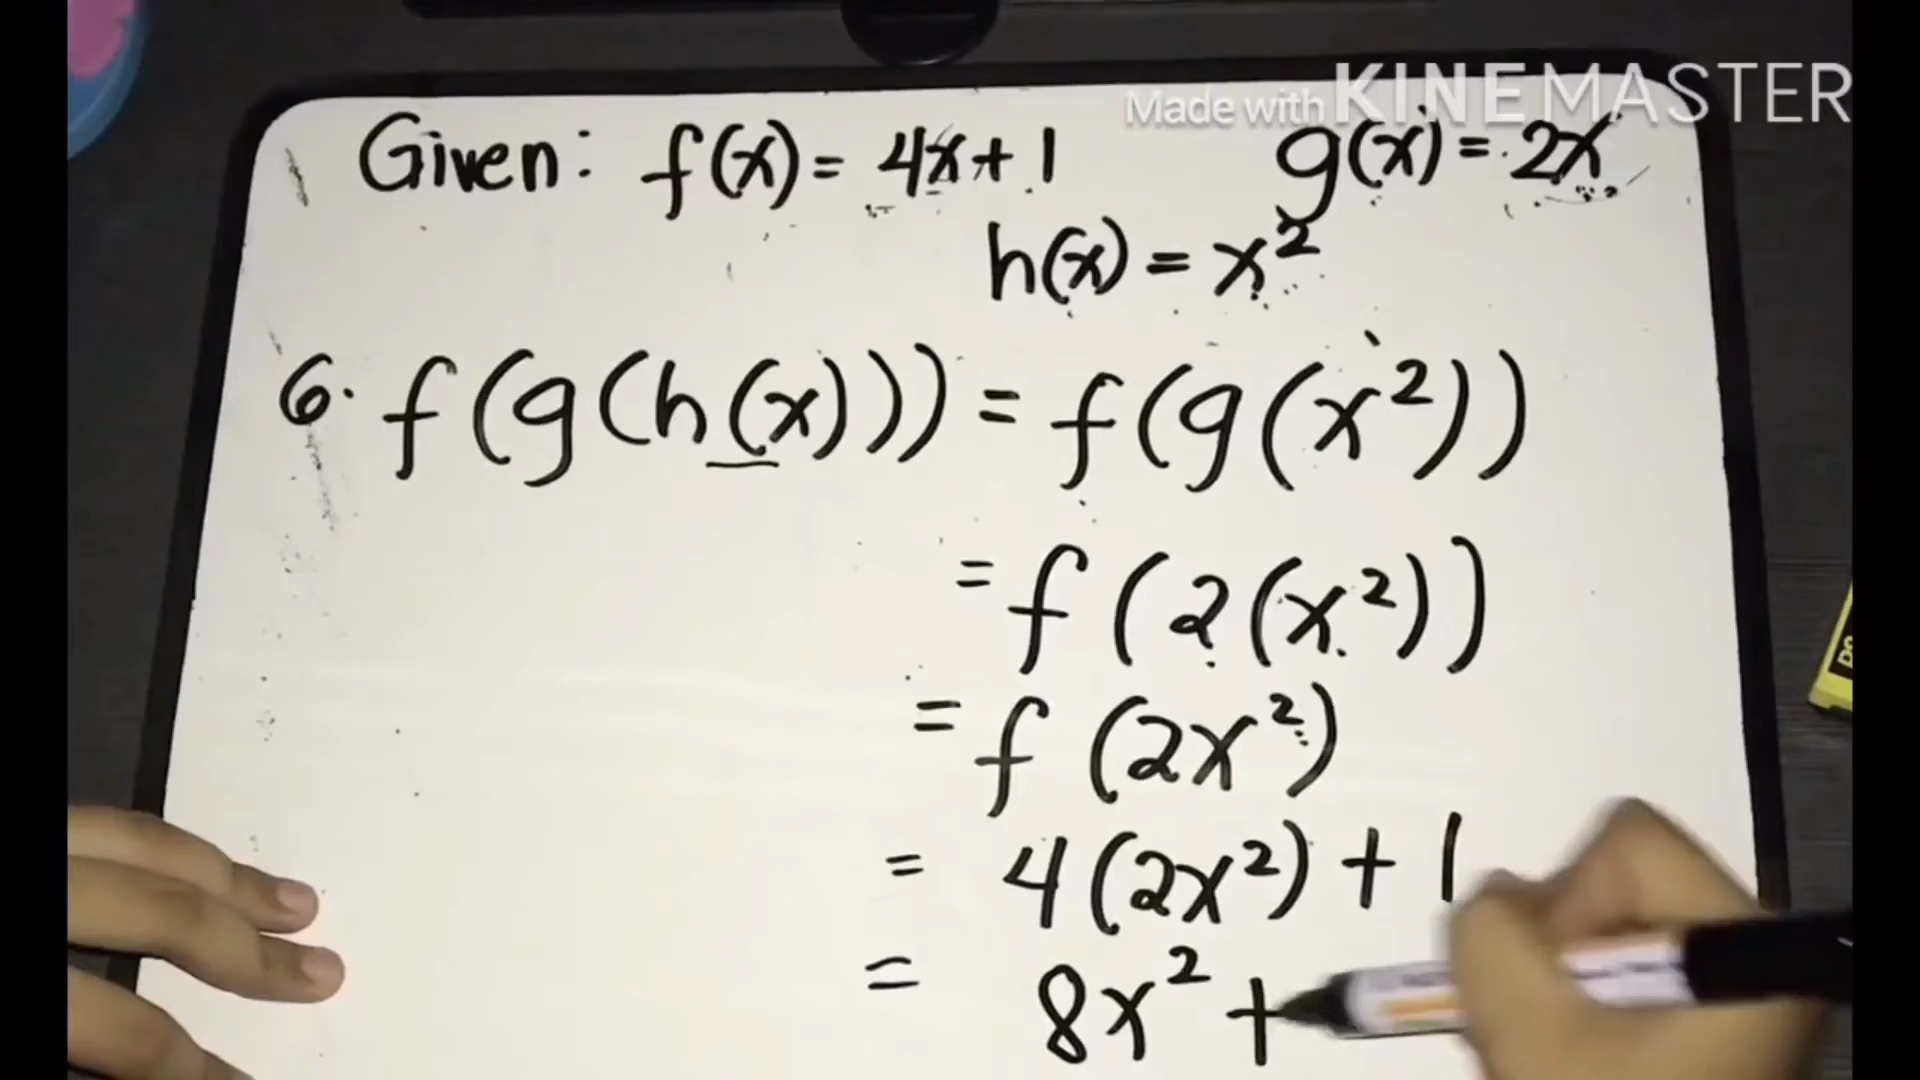 Made with KINEMASTER
Given: f(x) = 4x + 1 g(x) = 2x
h(x) = x²
6. f(g(h(x))) = f(g(x²))
= f(2(x²))
= f(2x²)
= 4(2x²) + 1
= 8x² +